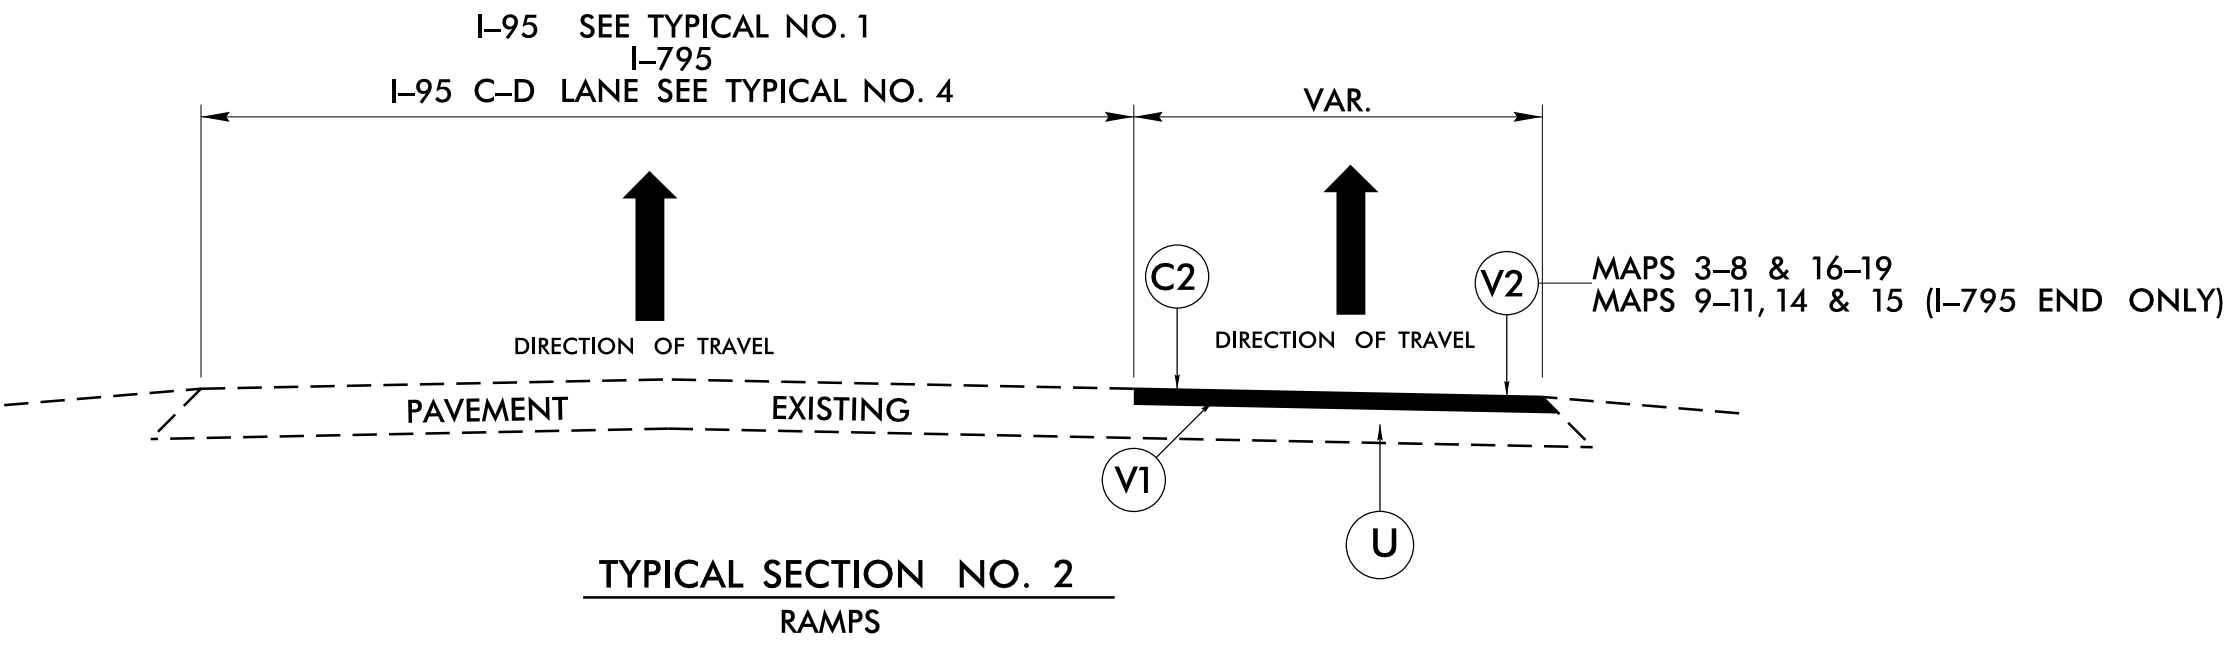 I–95 SEE TYPICAL NO. 1
I–795
I–95 C–D LANE SEE TYPICAL NO. 4
VAR.
C2
V2
MAPS 3–8 & 16–19
MAPS 9–11, 14 & 15 (I–795 END ONLY)
DIRECTION OF TRAVEL
DIRECTION OF TRAVEL
PAVEMENT EXISTING
V1
U
TYPICAL SECTION NO. 2
RAMPS